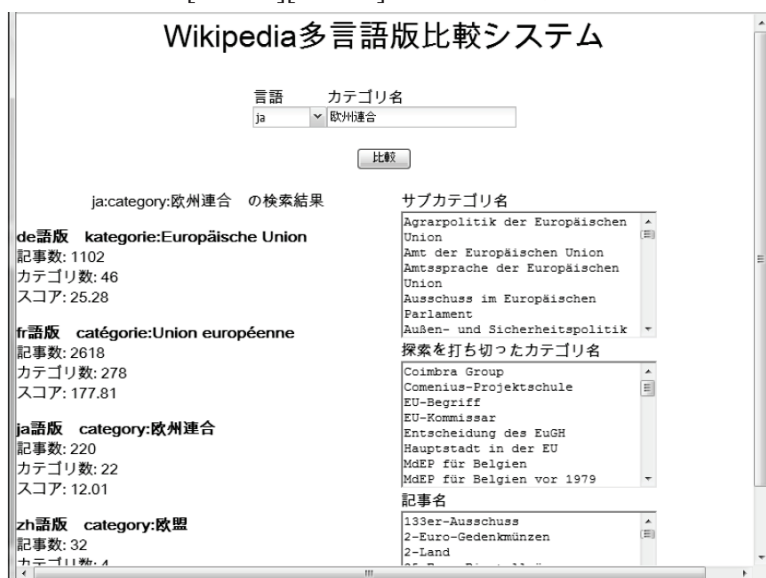 Wikipedia多言語版比較システム
言語 カテゴリ名
ja 欧州連合
比較
ja:category:欧州連合 の検索結果
de語版 kategorie:Europäische Union
記事数: 1102
カテゴリ数: 46
スコア: 25.28
fr語版 catégorie:Union européenne
記事数: 2618
カテゴリ数: 278
スコア: 177.81
ja語版 category:欧州連合
記事数: 220
カテゴリ数: 22
スコア: 12.01
zh語版 category:欧盟
記事数: 32
カテゴリ数: 4
サブカテゴリ名
Agrarpolitik der Europäischen
Union
Amt der Europäischen Union
Amtssprache der Europäischen
Union
Ausschuss im Europäischen
Parlament
Außen- und Sicherheitspolitik
探索を打ち切ったカテゴリ名
Coimbra Group
Comenius-Projektschule
EU-Begriff
EU-Kommissar
Entscheidung des EuGH
Hauptstadt in der EU
MdEP für Belgien
MdEP für Belgien vor 1979
記事名
133er-Ausschuss
2-Euro-Gedenkmünzen
2-Land